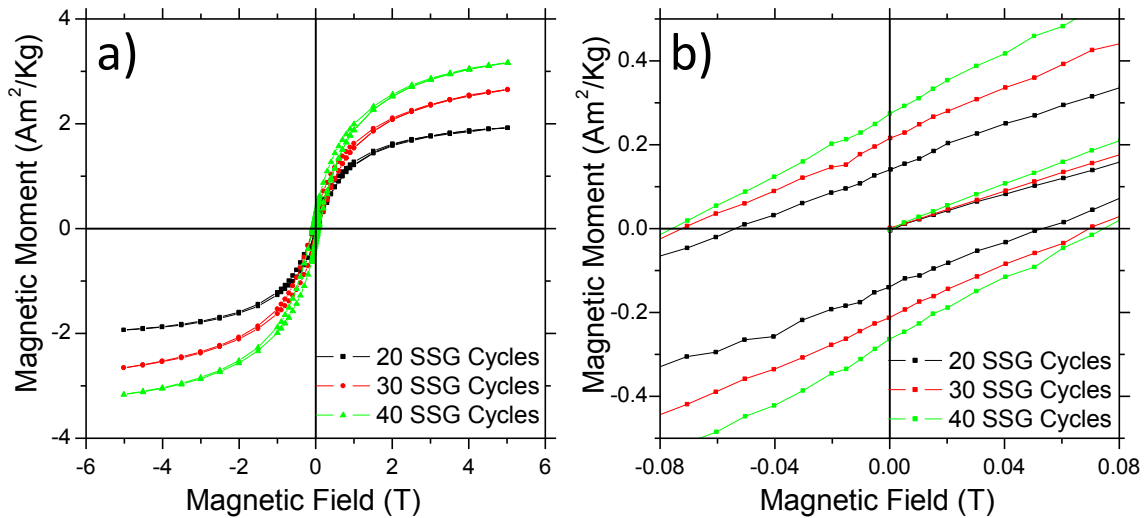 a)
Magnetic Moment (Am²/Kg)
4
2
0
-2
-4
-6 -4 -2 0 2 4 6
Magnetic Field (T)
20 SSG Cycles
30 SSG Cycles
40 SSG Cycles
b)
Magnetic Moment (Am²/Kg)
0.4
0.2
0.0
-0.2
-0.4
-0.08 -0.04 0.00 0.04 0.08
Magnetic Field (T)
20 SSG Cycles
30 SSG Cycles
40 SSG Cycles